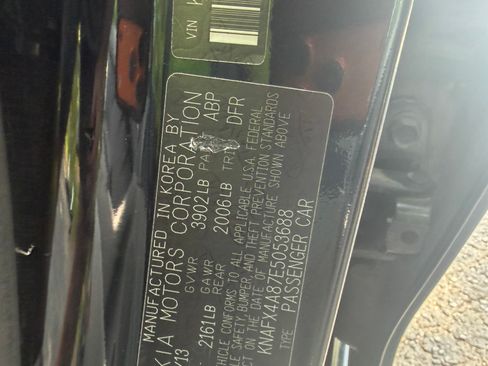 VIN
MANUFACTURED IN KOREA BY
KIA MOTORS CORPORATION
/13 GVWR 3902LB PA ABP
2161LB GAWR REAR 2006LB TRI DFR
VEHICLE CONFORMS TO ALL APPLICABLE U.S.A. FEDERAL
SAFETY, BUMPER, AND THEFT PREVENTION STANDARDS
DATE OF MANUFACTURE SHOWN ABOVE
KNAFX4A87E5053688
TYPE: PASSENGER CAR